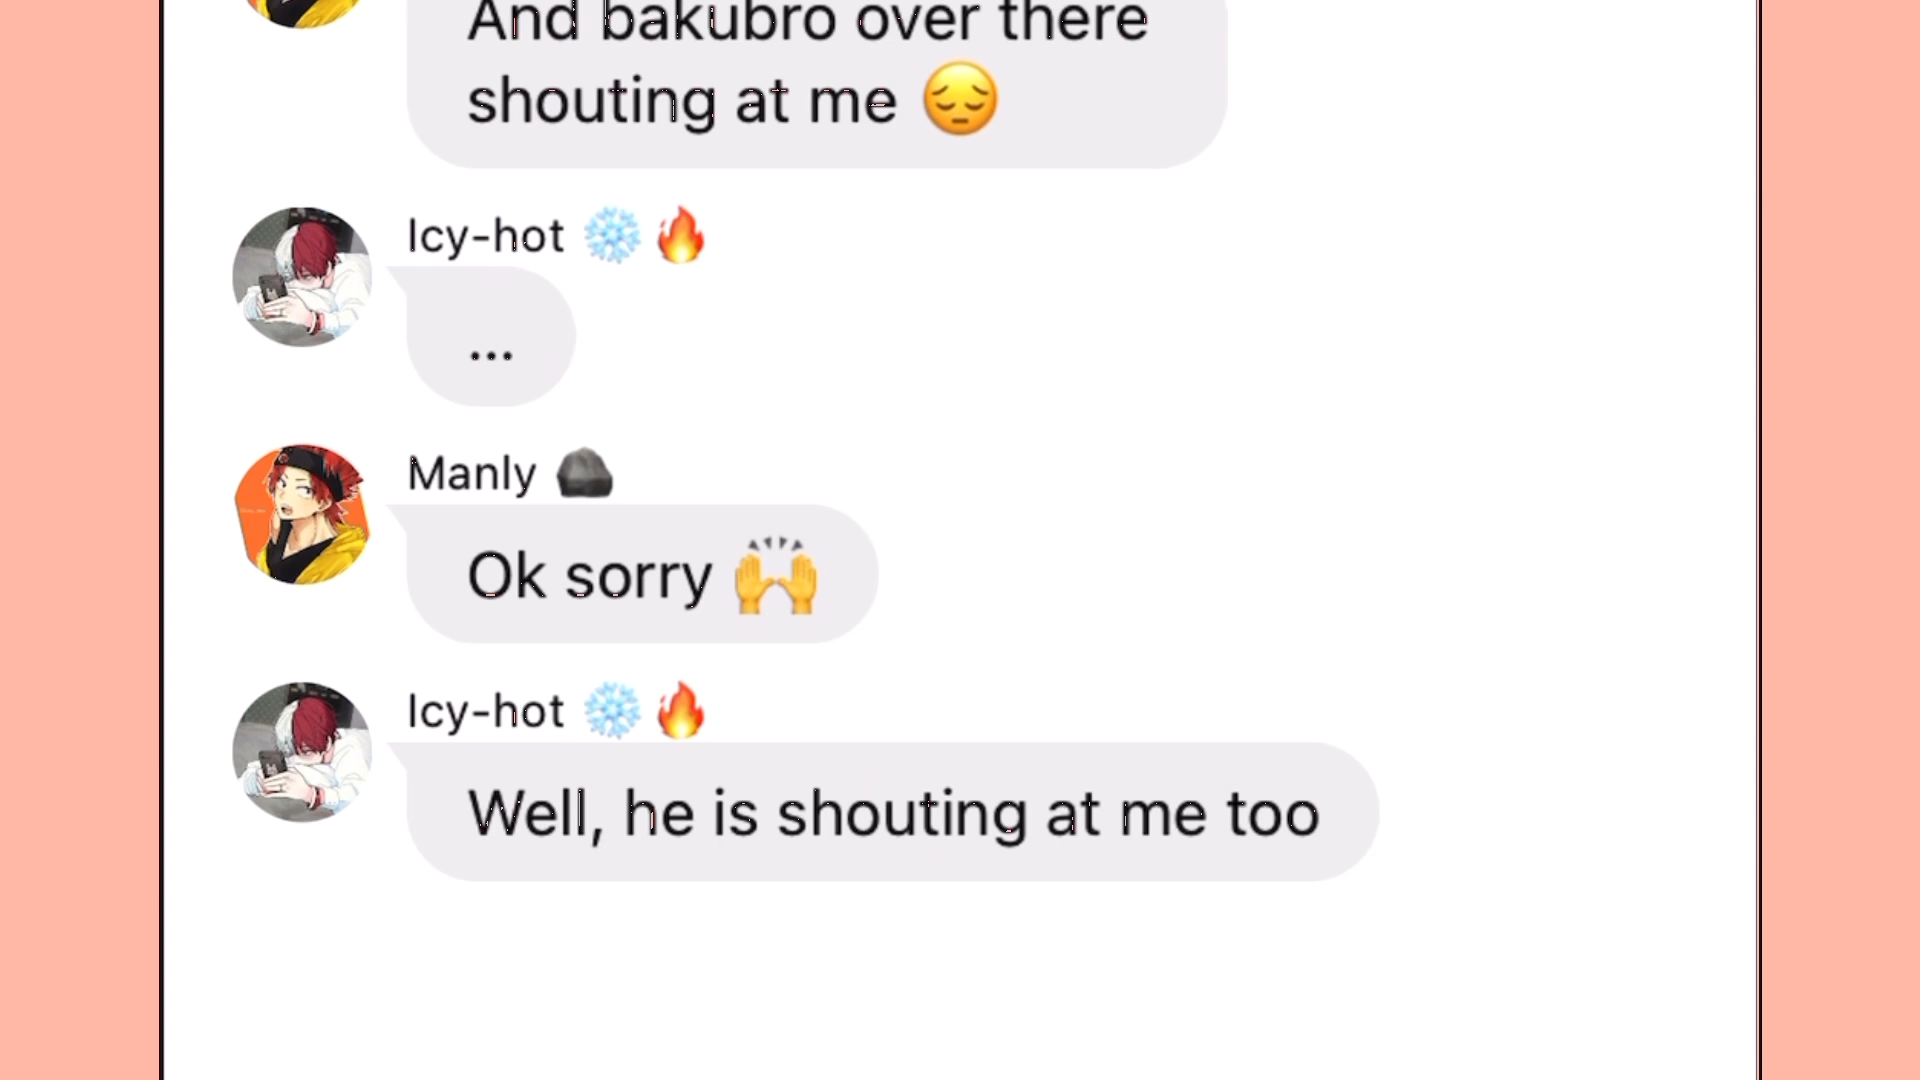 And bakubro over there
shouting at me 😔
Icy-hot ❄️🔥
...
Manly 🪨
Ok sorry 🙌
Icy-hot ❄️🔥
Well, he is shouting at me too